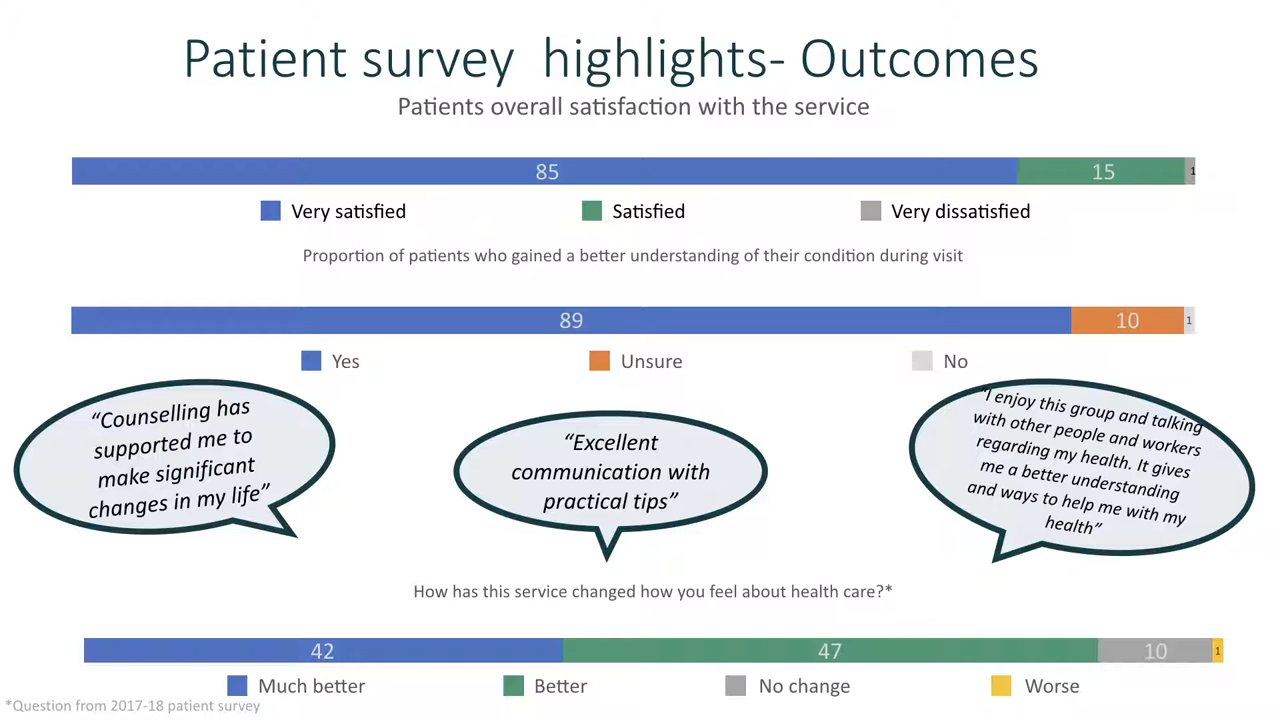 Patient survey  highlights- Outcomes
Patients overall satisfaction with the service
85 15 1
Very satisfied Satisfied Very dissatisfied
Proportion of patients who gained a better understanding of their condition during visit
89 10 1
Yes Unsure No
“Counselling has
supported me to
make significant
changes in my life”
“Excellent
communication with
practical tips”
“I enjoy this group and talking
with other people and workers
regarding my health. It gives
me a better understanding
and ways to help me with my
health”
How has this service changed how you feel about health care?*
42 47 10 1
Much better Better No change Worse
*Question from 2017-18 patient survey